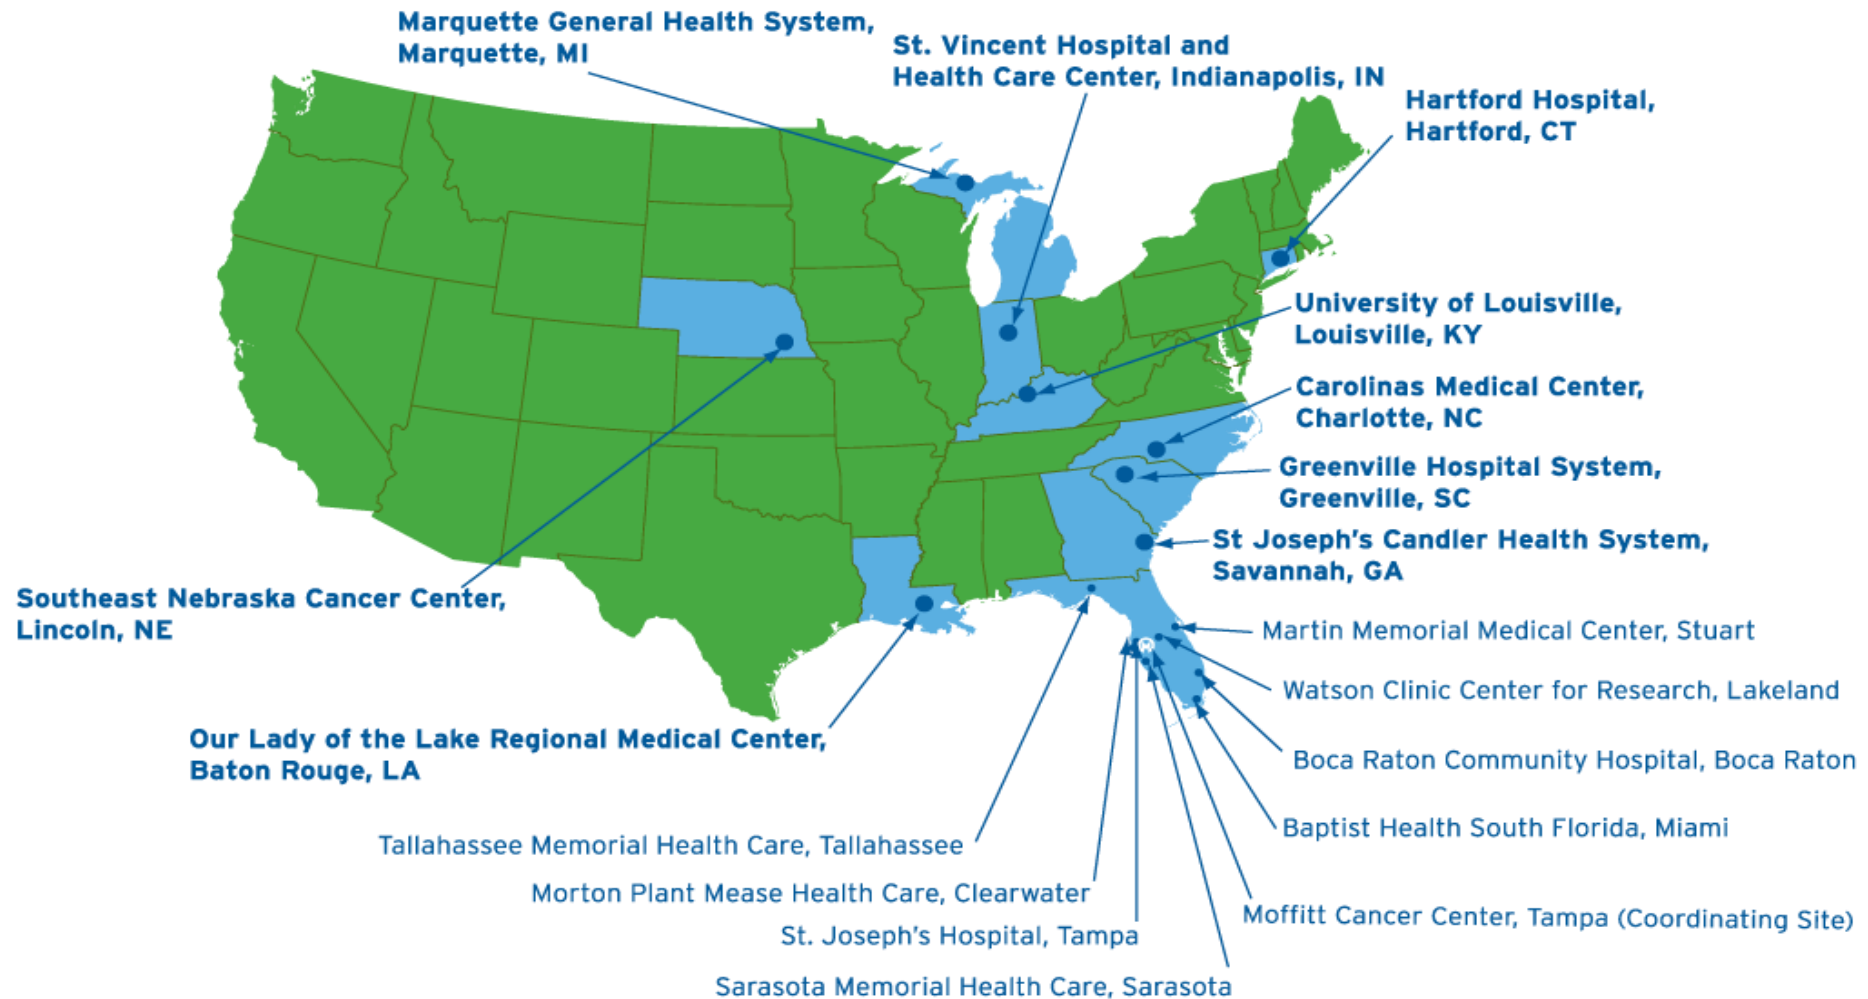 Marquette General Health System,
Marquette, MI
St. Vincent Hospital and
Health Care Center, Indianapolis, IN
Hartford Hospital,
Hartford, CT
University of Louisville,
Louisville, KY
Carolinas Medical Center,
Charlotte, NC
Greenville Hospital System,
Greenville, SC
St Joseph's Candler Health System,
Savannah, GA
Southeast Nebraska Cancer Center,
Lincoln, NE
Martin Memorial Medical Center, Stuart
Watson Clinic Center for Research, Lakeland
Our Lady of the Lake Regional Medical Center,
Baton Rouge, LA
Boca Raton Community Hospital, Boca Raton
Baptist Health South Florida, Miami
Tallahassee Memorial Health Care, Tallahassee
Morton Plant Mease Health Care, Clearwater
Moffitt Cancer Center, Tampa (Coordinating Site)
St. Joseph's Hospital, Tampa
Sarasota Memorial Health Care, Sarasota